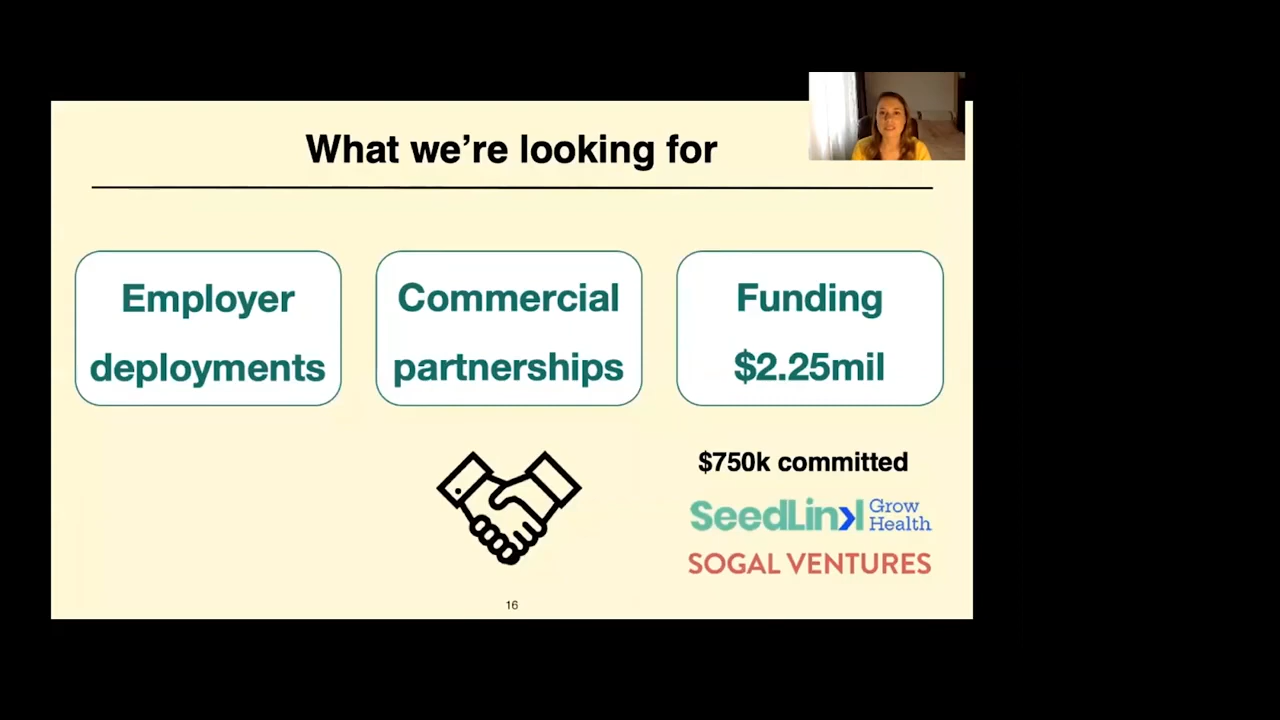 What we're looking for
Employer
deployments
Commercial
partnerships
Funding
$2.25mil
$750k committed
SeedLink Grow
Health
SOGAL VENTURES
16